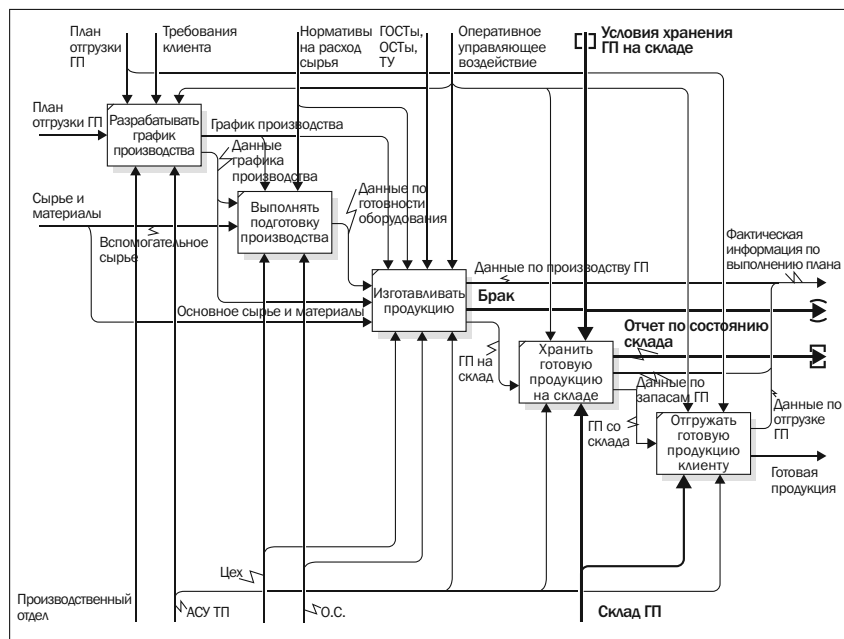 План
отгрузки
ГП
Требования
клиента
Нормативы
на расход
сырья
ГОСТы,
ОСТы,
ТУ
Оперативное
управляющее
воздействие
Условия хранения
ГП на складе
План
отгрузки ГП
Разрабатывать
график
производства
График производства
Данные
графика
производства
Сырье и
материалы
Вспомогательное
сырье
Выполнять
подготовку
производства
Данные по
готовности
оборудования
Фактическая
информация по
выполнению плана
Данные по производству ГП
Изготавливать
продукцию
Брак
Основное сырье и материалы
Отчет по состоянию
склада
ГП на
склад
Хранить
готовую
продукцию
на складе
Данные по
запасам ГП
ГП со
склада
Отгружать
готовую
продукцию
клиенту
Данные по
отгрузке
ГП
Готовая
продукция
Цех
Производственный
отдел
АСУ ТП
О.С.
Склад ГП